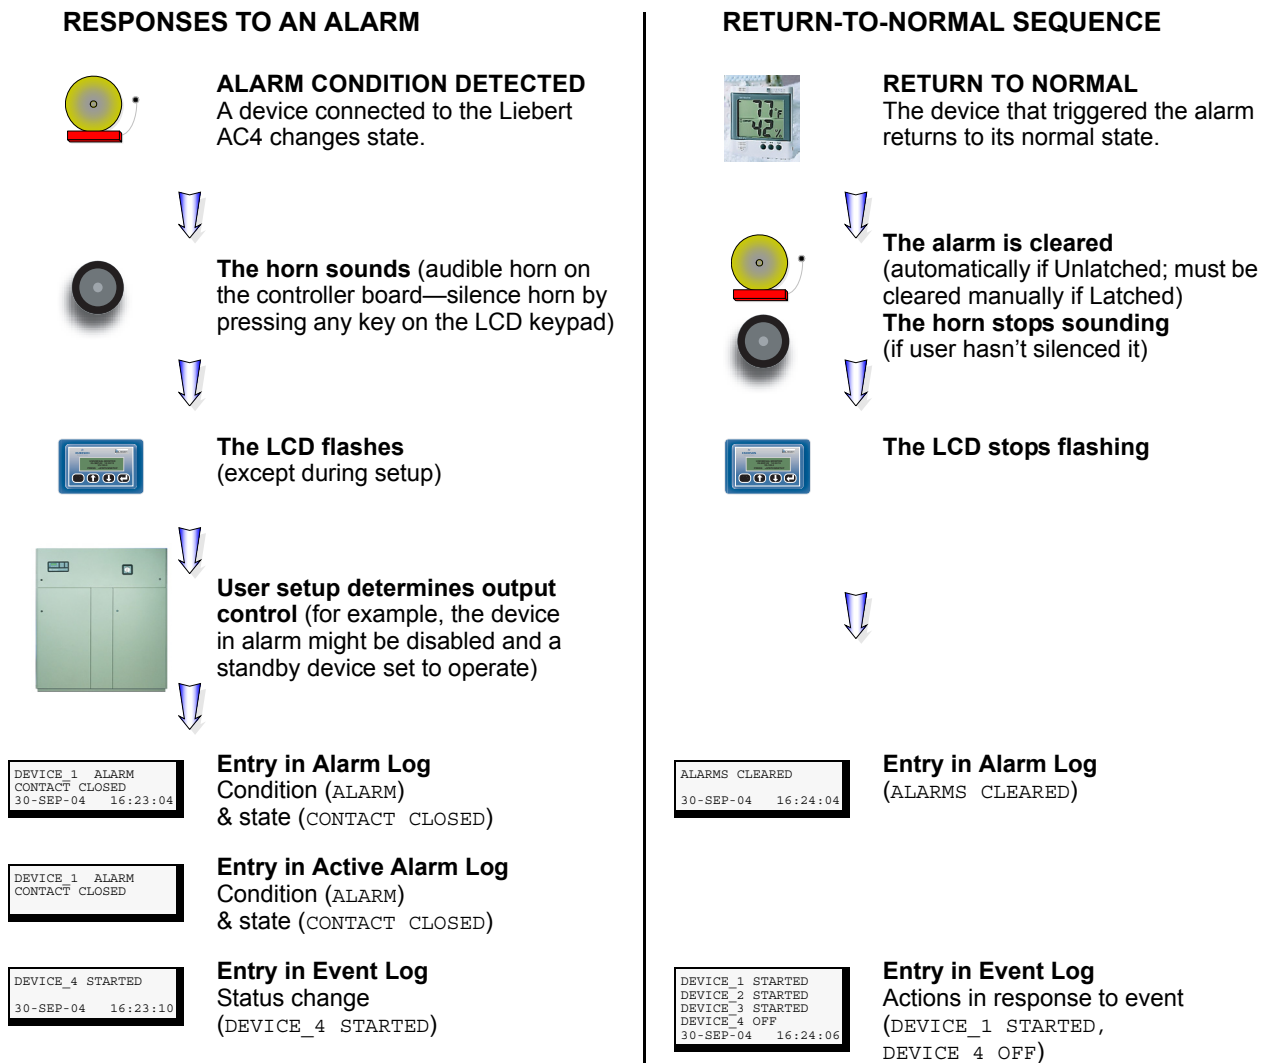 RESPONSES TO AN ALARM
ALARM CONDITION DETECTED
A device connected to the Liebert
AC4 changes state.
The horn sounds (audible horn on
the controller board—silence horn by
pressing any key on the LCD keypad)
The LCD flashes
(except during setup)
User setup determines output
control (for example, the device
in alarm might be disabled and a
standby device set to operate)
DEVICE_1 ALARM
CONTACT CLOSED
30-SEP-04 16:23:04
Entry in Alarm Log
Condition (ALARM)
& state (CONTACT CLOSED)
DEVICE_1 ALARM
CONTACT CLOSED
Entry in Active Alarm Log
Condition (ALARM)
& state (CONTACT CLOSED)
DEVICE_4 STARTED
30-SEP-04 16:23:10
Entry in Event Log
Status change
(DEVICE_4 STARTED)
RETURN-TO-NORMAL SEQUENCE
77°F
42%
RETURN TO NORMAL
The device that triggered the alarm
returns to its normal state.
The alarm is cleared
(automatically if Unlatched; must be
cleared manually if Latched)
The horn stops sounding
(if user hasn't silenced it)
The LCD stops flashing
ALARMS CLEARED
30-SEP-04 16:24:04
Entry in Alarm Log
(ALARMS CLEARED)
DEVICE_1 STARTED
DEVICE_2 STARTED
DEVICE_3 STARTED
DEVICE_4 OFF
30-SEP-04 16:24:06
Entry in Event Log
Actions in response to event
(DEVICE_1 STARTED,
DEVICE 4 OFF)